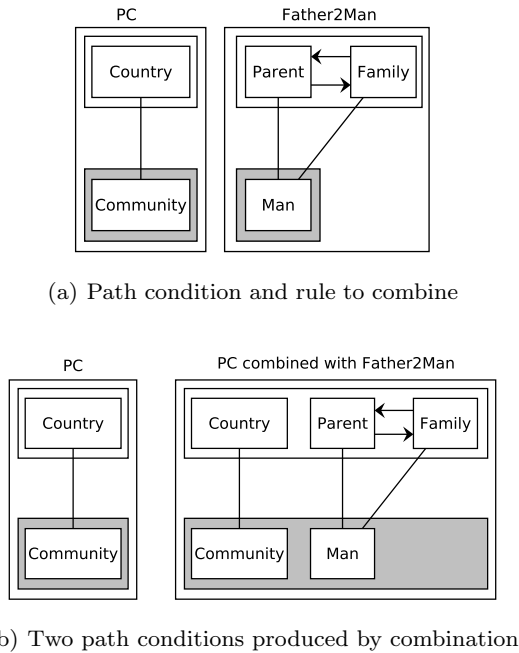 PC Father2Man
Country Parent Family
Community Man
(a) Path condition and rule to combine
PC PC combined with Father2Man
Country Country Parent Family
Community Community Man
b) Two path conditions produced by combination